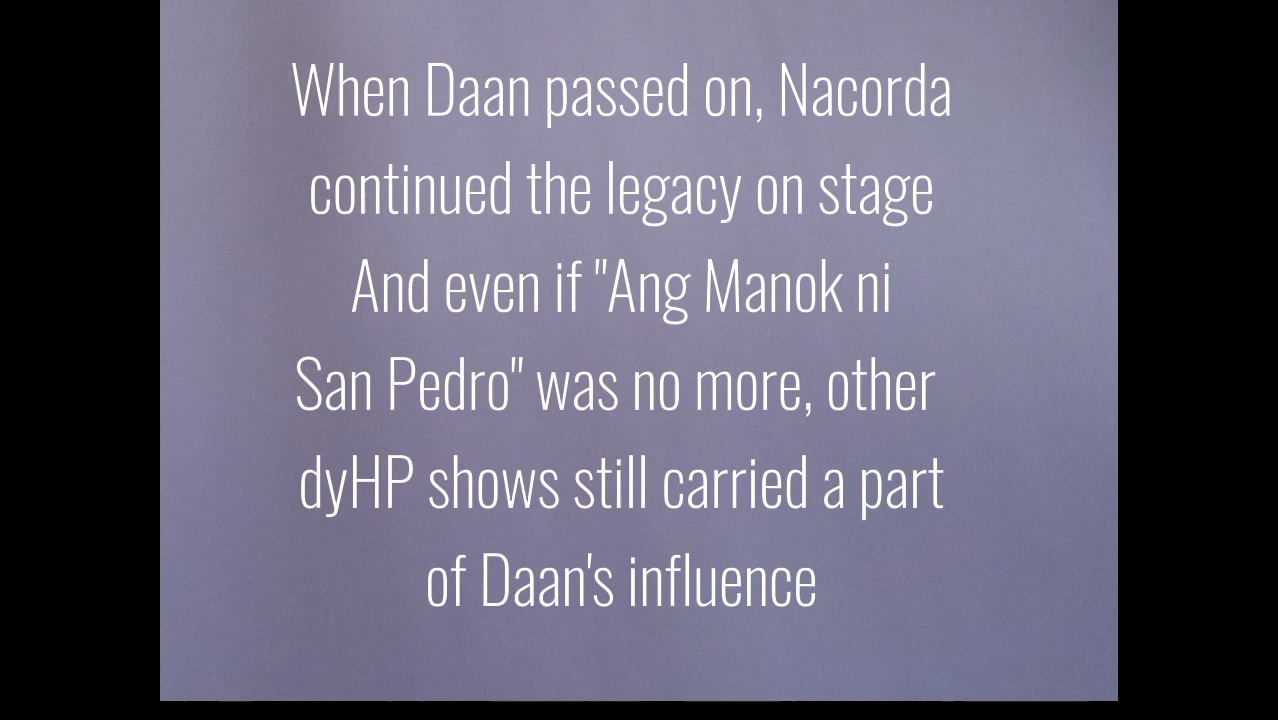 When Daan passed on, Nacorda
continued the legacy on stage
And even if "Ang Manok ni
San Pedro" was no more, other
dyHP shows still carried a part
of Daan's influence